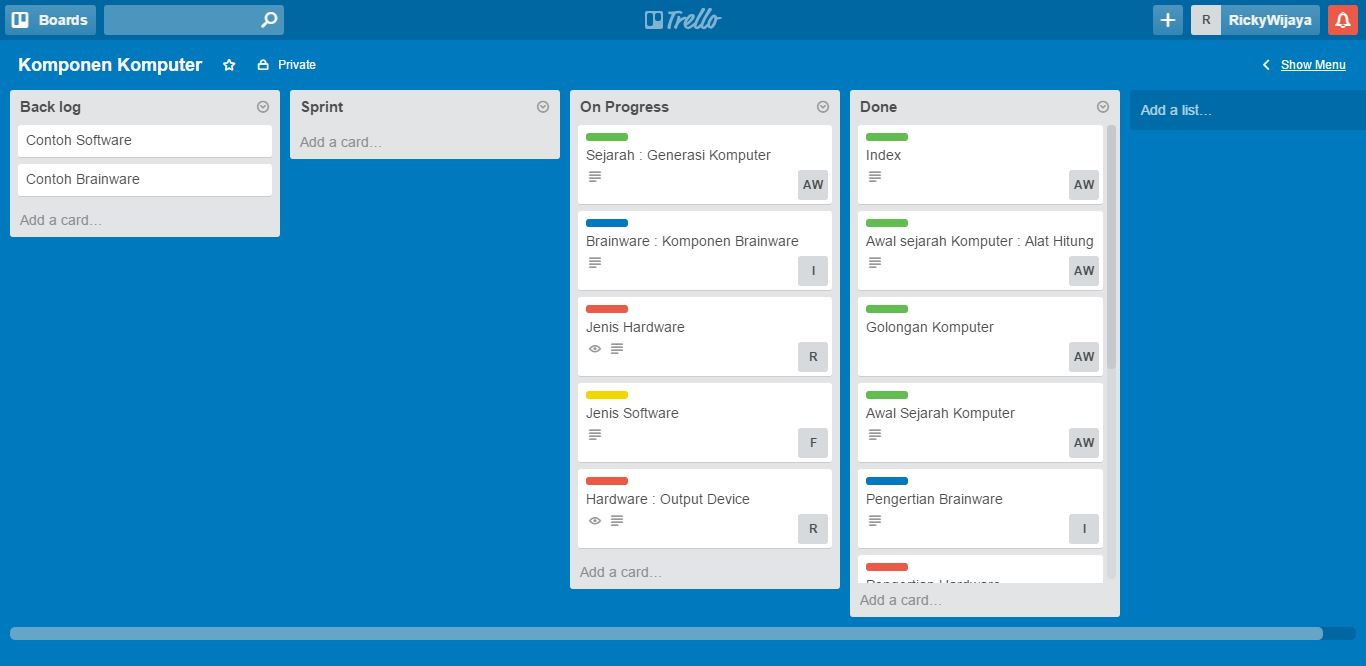 Boards
Trello
R RickyWijaya
Komponen Komputer
Private
Show Menu
Back log
Contoh Software
Contoh Brainware
Add a card...
Sprint
Add a card...
On Progress
Sejarah : Generasi Komputer
AW
Brainware : Komponen Brainware
I
Jenis Hardware
R
Jenis Software
F
Hardware : Output Device
R
Add a card...
Done
Index
AW
Awal sejarah Komputer : Alat Hitung
AW
Golongan Komputer
AW
Awal Sejarah Komputer
AW
Pengertian Brainware
I
Pengertian Hardware
Add a card...
Add a list...